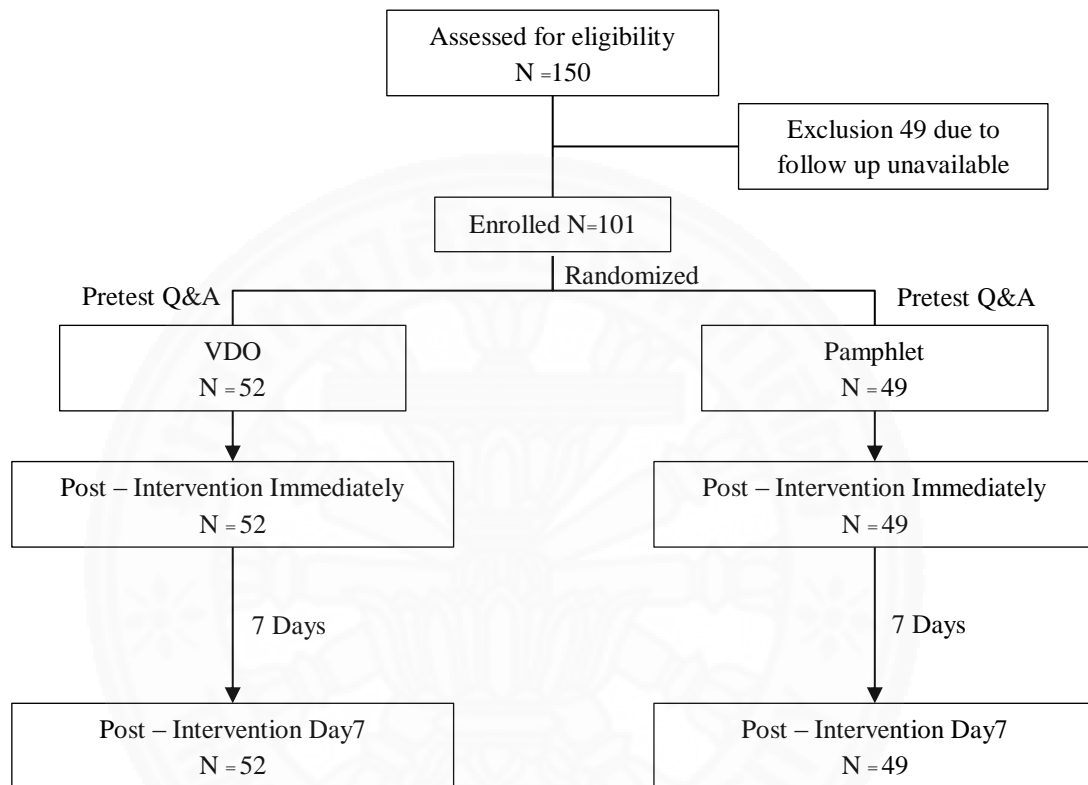 Assessed for eligibility
N =150
Exclusion 49 due to
follow up unavailable
Enrolled N=101
Randomized
Pretest Q&A
Pretest Q&A
VDO
N = 52
Pamphlet
N = 49
Post – Intervention Immediately
N = 52
Post – Intervention Immediately
N = 49
7 Days
7 Days
Post – Intervention Day7
N = 52
Post – Intervention Day7
N = 49